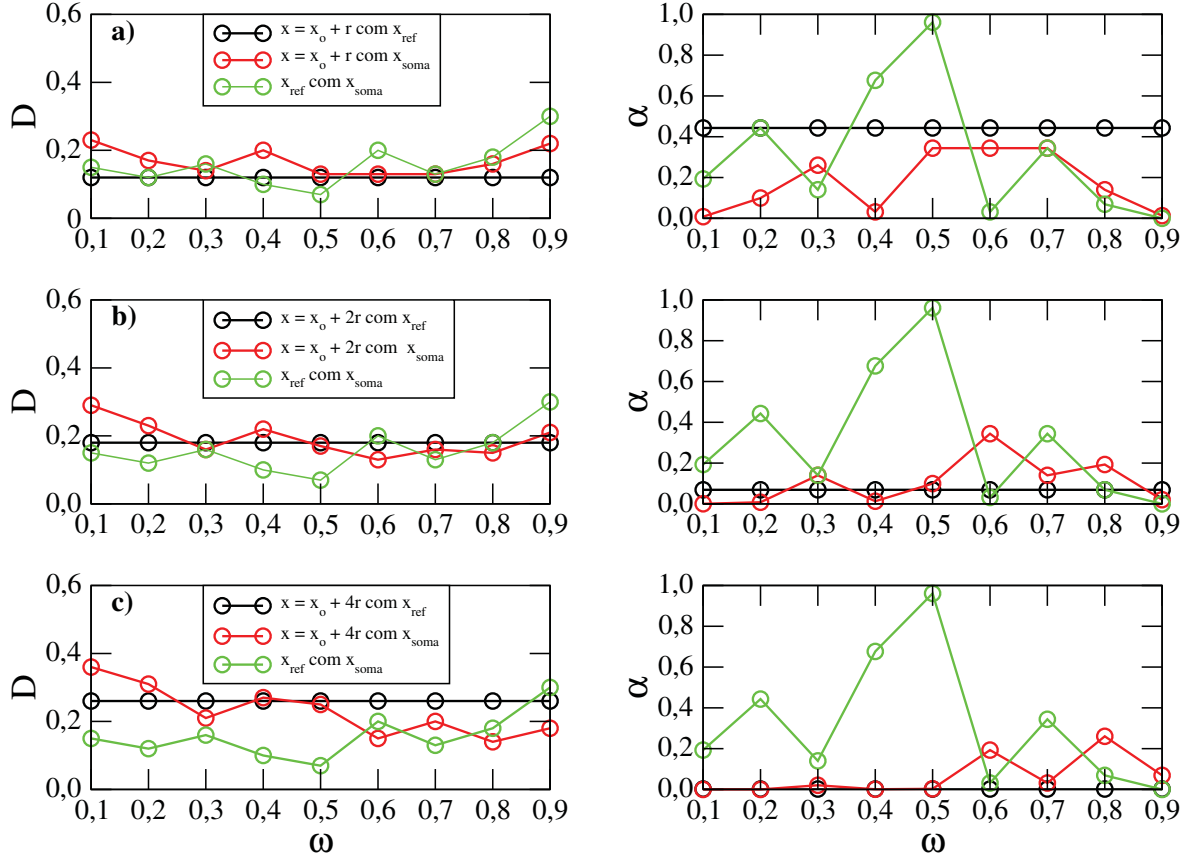 a)
D
0,6
0,4
0,2
0
x = x_o + r com x_ref
x = x_o + r com x_soma
x_ref com x_soma
0,1 0,2 0,3 0,4 0,5 0,6 0,7 0,8 0,9
α
1,0
0,8
0,6
0,4
0,2
0,0
0,1 0,2 0,3 0,4 0,5 0,6 0,7 0,8 0,9
b)
D
0,6
0,4
0,2
0,0
x = x_o + 2r com x_ref
x = x_o + 2r com x_soma
x_ref com x_soma
0,1 0,2 0,3 0,4 0,5 0,6 0,7 0,8 0,9
α
1,0
0,8
0,6
0,4
0,2
0,0
0,1 0,2 0,3 0,4 0,5 0,6 0,7 0,8 0,9
c)
D
0,6
0,4
0,2
0,0
x = x_o + 4r com x_ref
x = x_o + 4r com x_soma
x_ref com x_soma
0,1 0,2 0,3 0,4 0,5 0,6 0,7 0,8 0,9
ω
α
1,0
0,8
0,6
0,4
0,2
0,0
0,1 0,2 0,3 0,4 0,5 0,6 0,7 0,8 0,9
ω